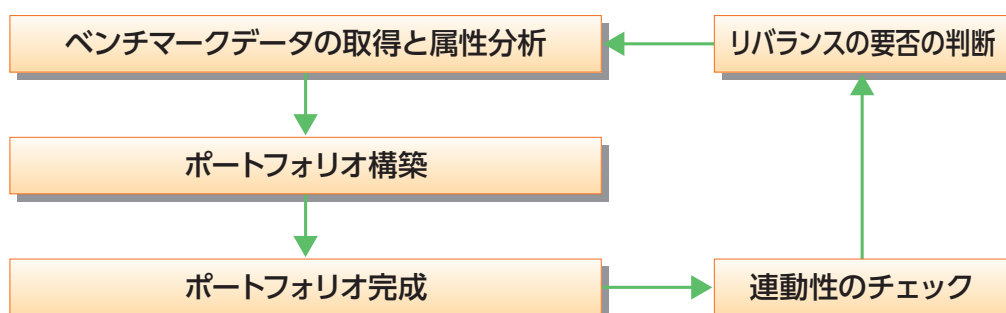 ベンチマークデータの取得と属性分析
リバランスの要否の判断
ポートフォリオ構築
ポートフォリオ完成
連動性のチェック